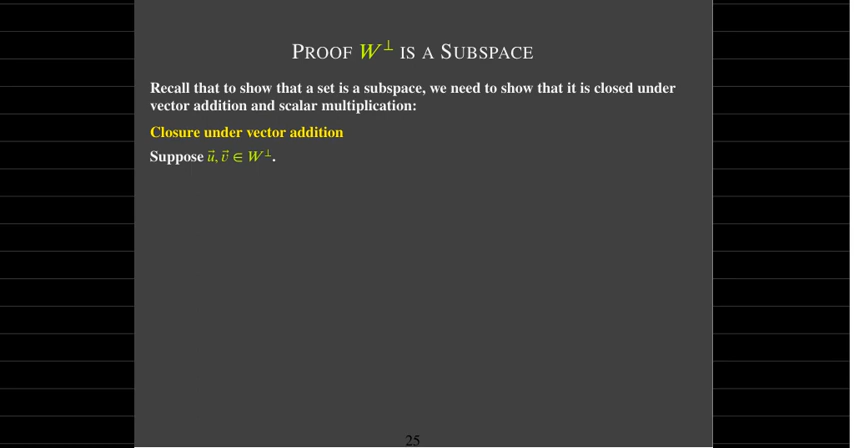 PROOF W⊥ IS A SUBSPACE
Recall that to show that a set is a subspace, we need to show that it is closed under
vector addition and scalar multiplication:
Closure under vector addition
Suppose u⃗, v⃗ ∈ W⊥.
25